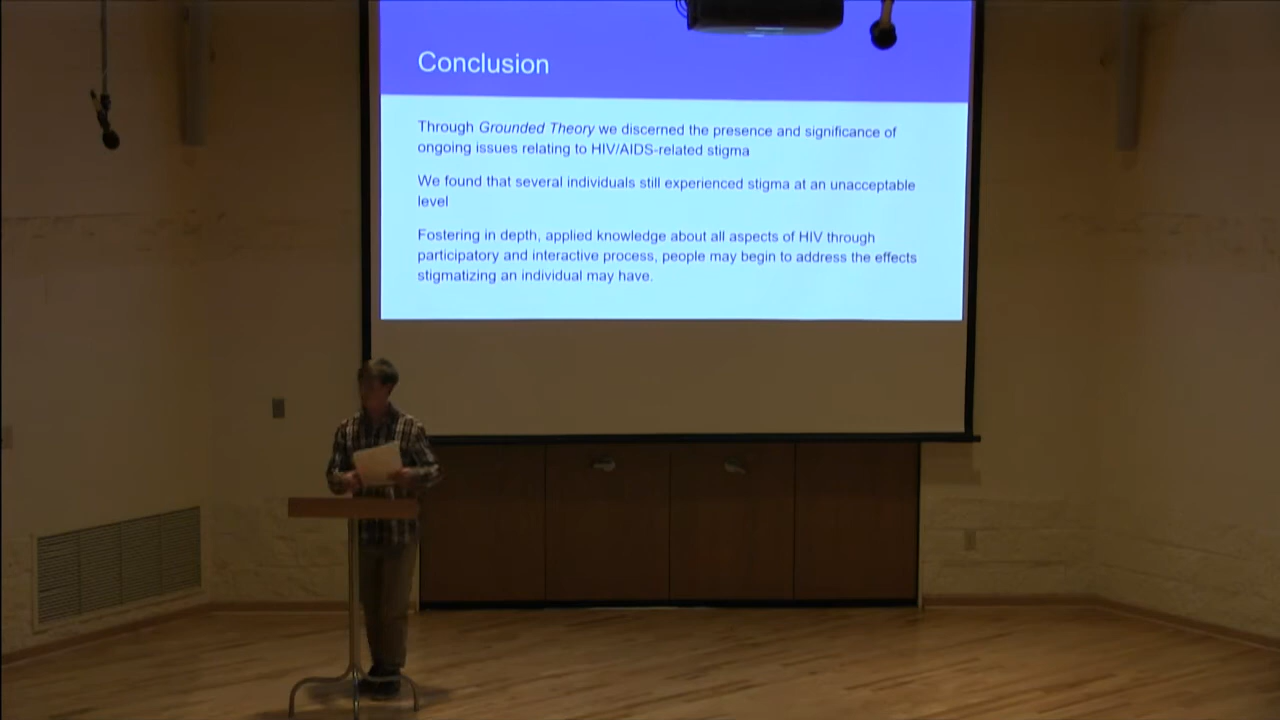 Conclusion
Through Grounded Theory we discerned the presence and significance of
ongoing issues relating to HIV/AIDS-related stigma
We found that several individuals still experienced stigma at an unacceptable
level
Fostering in depth, applied knowledge about all aspects of HIV through
participatory and interactive process, people may begin to address the effects
stigmatizing an individual may have.